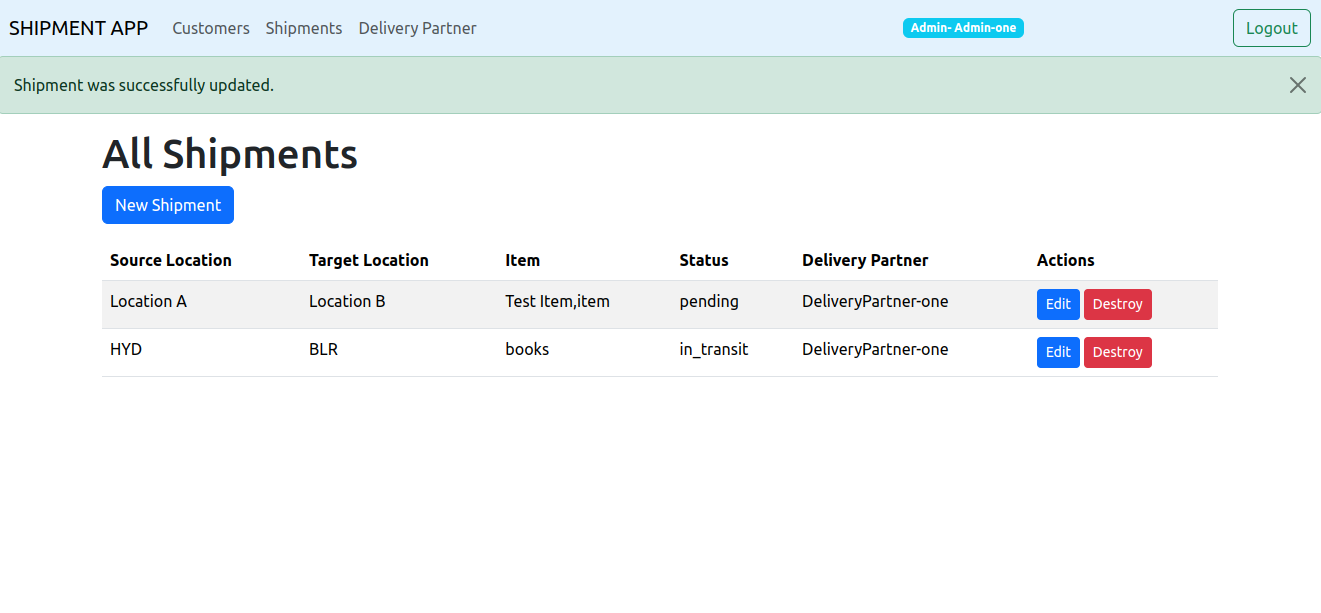 SHIPMENT APP Customers Shipments Delivery Partner Admin- Admin-one Logout
Shipment was successfully updated.
All Shipments
New Shipment
Source Location Target Location Item Status Delivery Partner Actions
Location A Location B Test Item,item pending DeliveryPartner-one Edit Destroy
HYD BLR books in_transit DeliveryPartner-one Edit Destroy